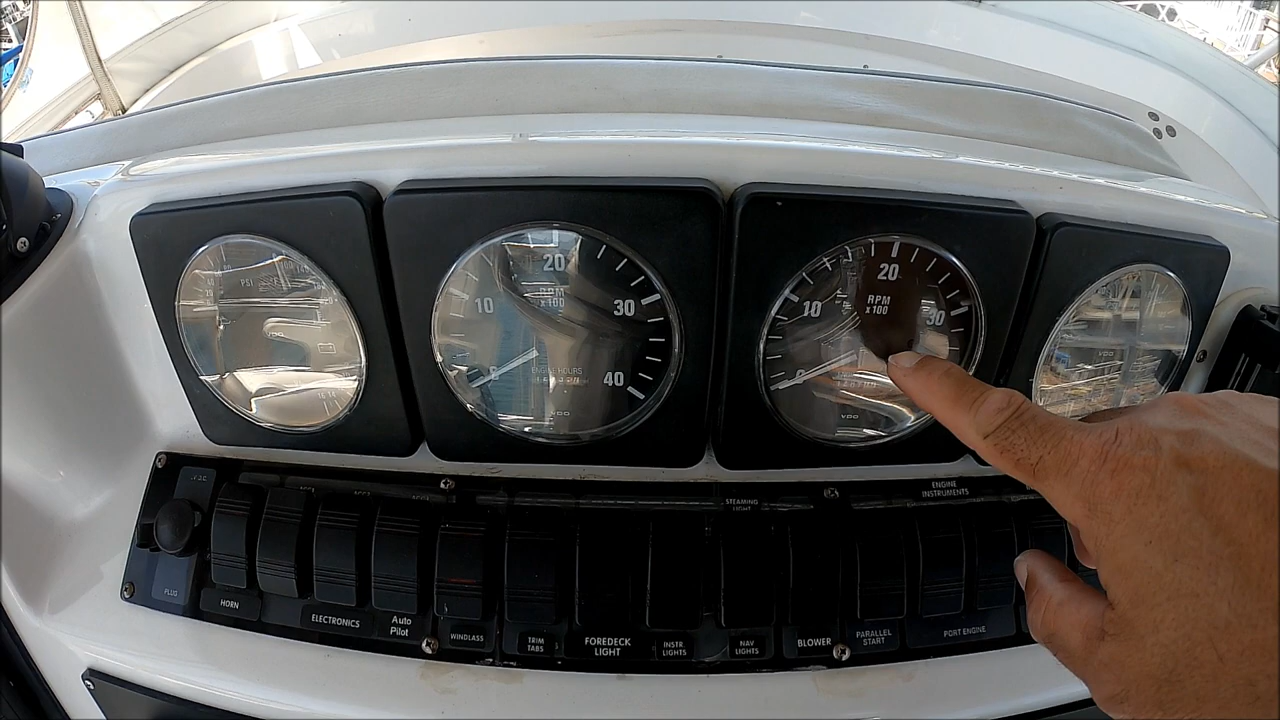 PSI
20
RPM
x100
10
30
0
40
ENGINE HOURS
VDO
20
RPM
x100
10
30
VDO
VDO
STEAMING
LIGHT
ENGINE
INSTRUMENTS
PLUG
HORN
ELECTRONICS
Auto
Pilot
WINDLASS
TRIM
TABS
FOREDECK
LIGHT
INSTR.
LIGHTS
NAV
LIGHTS
BLOWER
PARALLEL
START
PORT ENGINE